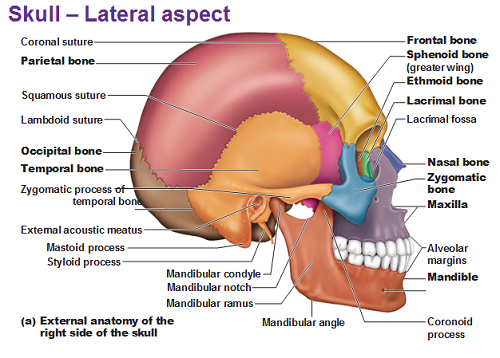 Skull – Lateral aspect
Coronal suture
Parietal bone
Squamous suture
Lambdoid suture
Occipital bone
Temporal bone
Zygomatic process of
temporal bone
External acoustic meatus
Mastoid process
Styloid process
Mandibular condyle
Mandibular notch
Mandibular ramus
Mandibular angle
Frontal bone
Sphenoid bone
(greater wing)
Ethmoid bone
Lacrimal bone
Lacrimal fossa
Nasal bone
Zygomatic
bone
Maxilla
Alveolar
margins
Mandible
Coronoid
process
(a) External anatomy of the
right side of the skull